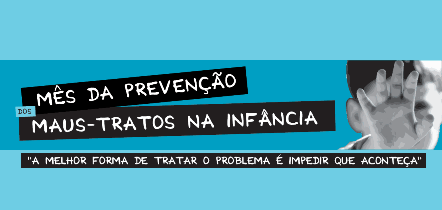 MÊS DA PREVENÇÃO
DOS
MAUS-TRATOS NA INFÂNCIA
"A MELHOR FORMA DE TRATAR O PROBLEMA É IMPEDIR QUE ACONTEÇA"